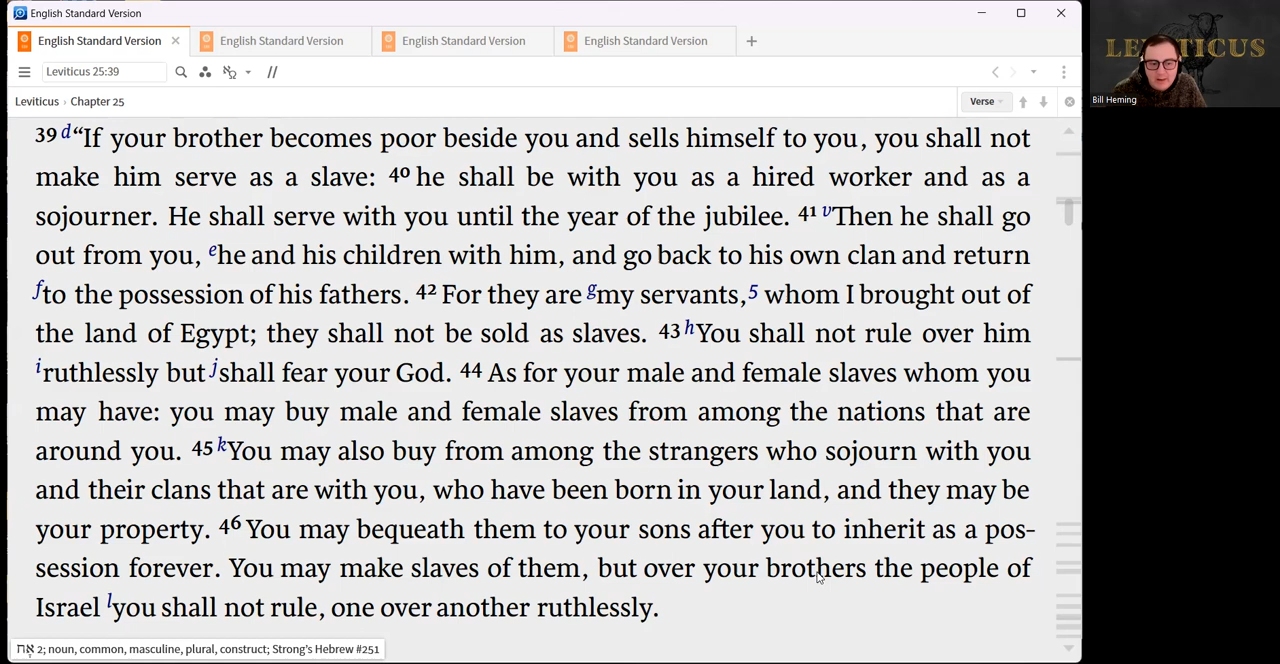 English Standard Version
English Standard Version
English Standard Version
English Standard Version
English Standard Version
Leviticus 25:39
Leviticus › Chapter 25
Verse
39 d“If your brother becomes poor beside you and sells himself to you, you shall not
make him serve as a slave: 40 he shall be with you as a hired worker and as a
sojourner. He shall serve with you until the year of the jubilee. 41 vThen he shall go
out from you, ehe and his children with him, and go back to his own clan and return
fto the possession of his fathers. 42 For they are gmy servants,5 whom I brought out of
the land of Egypt; they shall not be sold as slaves. 43 hYou shall not rule over him
iruthlessly but jshall fear your God. 44 As for your male and female slaves whom you
may have: you may buy male and female slaves from among the nations that are
around you. 45 kYou may also buy from among the strangers who sojourn with you
and their clans that are with you, who have been born in your land, and they may be
your property. 46 You may bequeath them to your sons after you to inherit as a pos-
session forever. You may make slaves of them, but over your brothers the people of
Israel lyou shall not rule, one over another ruthlessly.
אָח 2; noun, common, masculine, plural, construct; Strong's Hebrew #251
Bill Heming